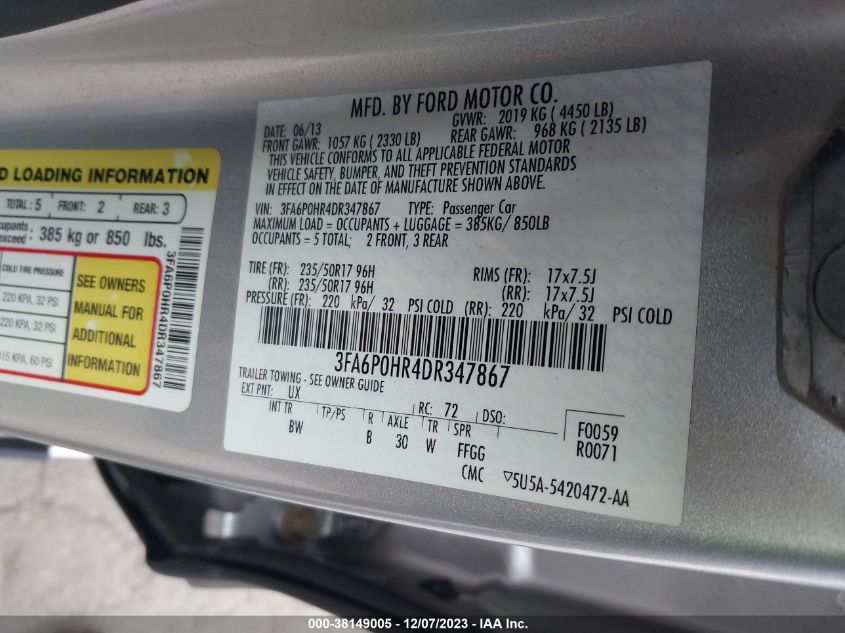 D LOADING INFORMATION
TOTAL : 5 FRONT: 2 REAR: 3
385 kg or 850 lbs.
COLD TIRE PRESSURE
220 KPA, 32 PSI
220 KPA, 32 PSI
15 KPA, 60 PSI
SEE OWNERS
MANUAL FOR
ADDITIONAL
INFORMATION
3FA6P0HR4DR347867
MFD. BY FORD MOTOR CO.
DATE: 06/13 GVWR: 2019 KG ( 4450 LB)
FRONT GAWR: 1057 KG ( 2330 LB) REAR GAWR: 968 KG ( 2135 LB)
THIS VEHICLE CONFORMS TO ALL APPLICABLE FEDERAL MOTOR
VEHICLE SAFETY, BUMPER, AND THEFT PREVENTION STANDARDS
IN EFFECT ON THE DATE OF MANUFACTURE SHOWN ABOVE.
VIN: 3FA6P0HR4DR347867 TYPE: Passenger Car
MAXIMUM LOAD = OCCUPANTS + LUGGAGE = 385KG/ 850LB
OCCUPANTS = 5 TOTAL; 2 FRONT, 3 REAR
TIRE (FR): 235/50R17 96H RIMS (FR): 17x7.5J
(RR): 235/50R17 96H (RR): 17x7.5J
PRESSURE (FR): 220 kPa/ 32 PSI COLD (RR): 220 kPa/ 32 PSI COLD
3FA6P0HR4DR347867
TRAILER TOWING - SEE OWNER GUIDE
EXT PNT: UX RC: 72 DSO:
INT TR TP/PS R AXLE TR SPR
BW B 30 W FFGG
F0059
R0071
CMC
▽5U5A-5420472-AA
000-38149005 - 12/07/2023 - IAA Inc.